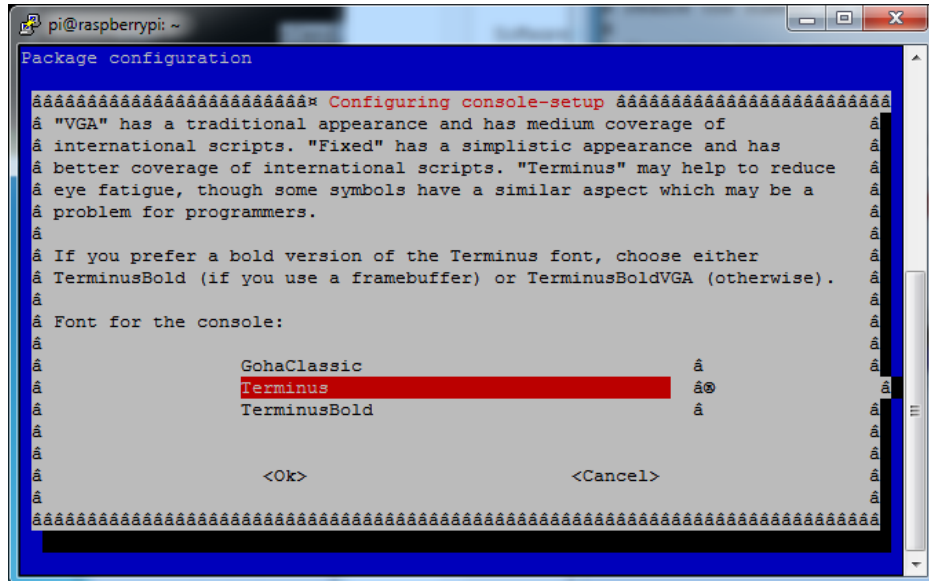 pi@raspberrypi: ~
Package configuration
ââââââââââââââââââââââââââ¤ Configuring console-setup âââââââââââââââââââââââââ
â "VGA" has a traditional appearance and has medium coverage of â
â international scripts. "Fixed" has a simplistic appearance and has â
â better coverage of international scripts. "Terminus" may help to reduce â
â eye fatigue, though some symbols have a similar aspect which may be a â
â problem for programmers. â
â â
â If you prefer a bold version of the Terminus font, choose either â
â TerminusBold (if you use a framebuffer) or TerminusBoldVGA (otherwise). â
â â
â Font for the console: â
â â
â GohaClassic â â
â Terminus â® â
â TerminusBold â â
â â
â â
â <Ok> <Cancel> â
â â
âââââââââââââââââââââââââââââââââââââââââââââââââââââââââââââââââââââââââââââ